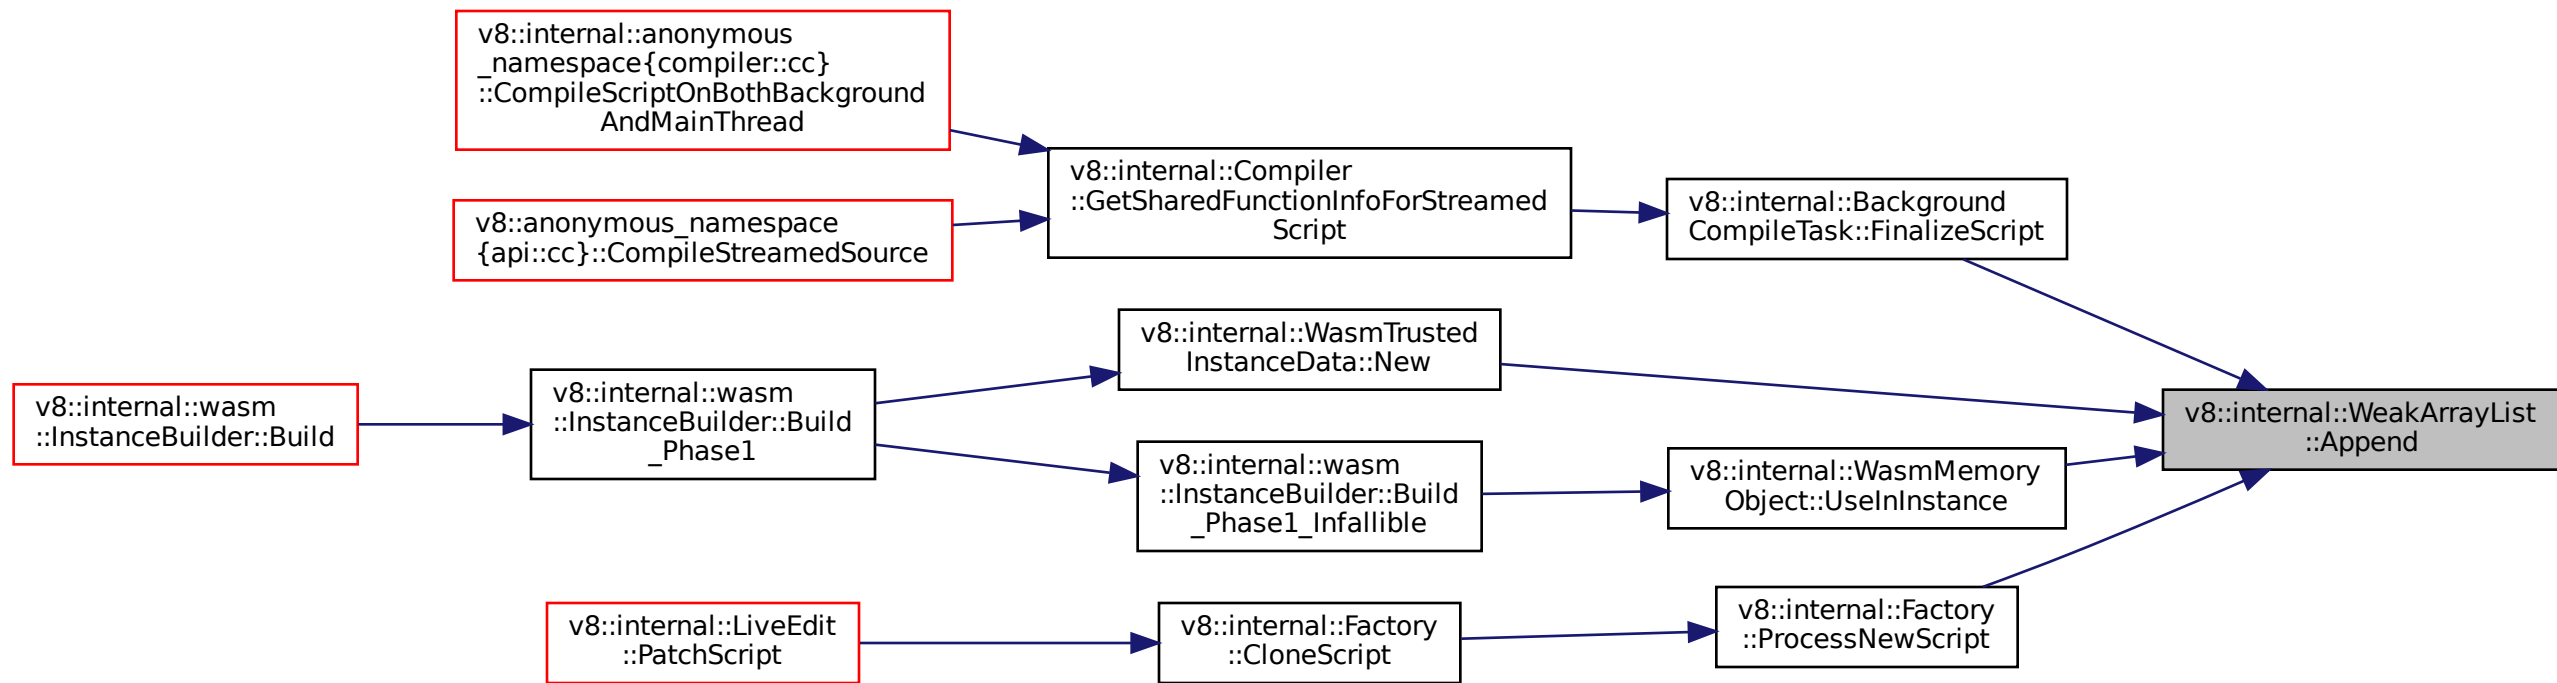 v8::internal::anonymous
_namespace{compiler::cc}
::CompileScriptOnBothBackground
AndMainThread
v8::anonymous_namespace
{api::cc}::CompileStreamedSource
v8::internal::Compiler
::GetSharedFunctionInfoForStreamed
Script
v8::internal::Background
CompileTask::FinalizeScript
v8::internal::wasm
::InstanceBuilder::Build
v8::internal::wasm
::InstanceBuilder::Build
_Phase1
v8::internal::WasmTrusted
InstanceData::New
v8::internal::wasm
::InstanceBuilder::Build
_Phase1_Infallible
v8::internal::WasmMemory
Object::UseInInstance
v8::internal::WeakArrayList
::Append
v8::internal::LiveEdit
::PatchScript
v8::internal::Factory
::CloneScript
v8::internal::Factory
::ProcessNewScript